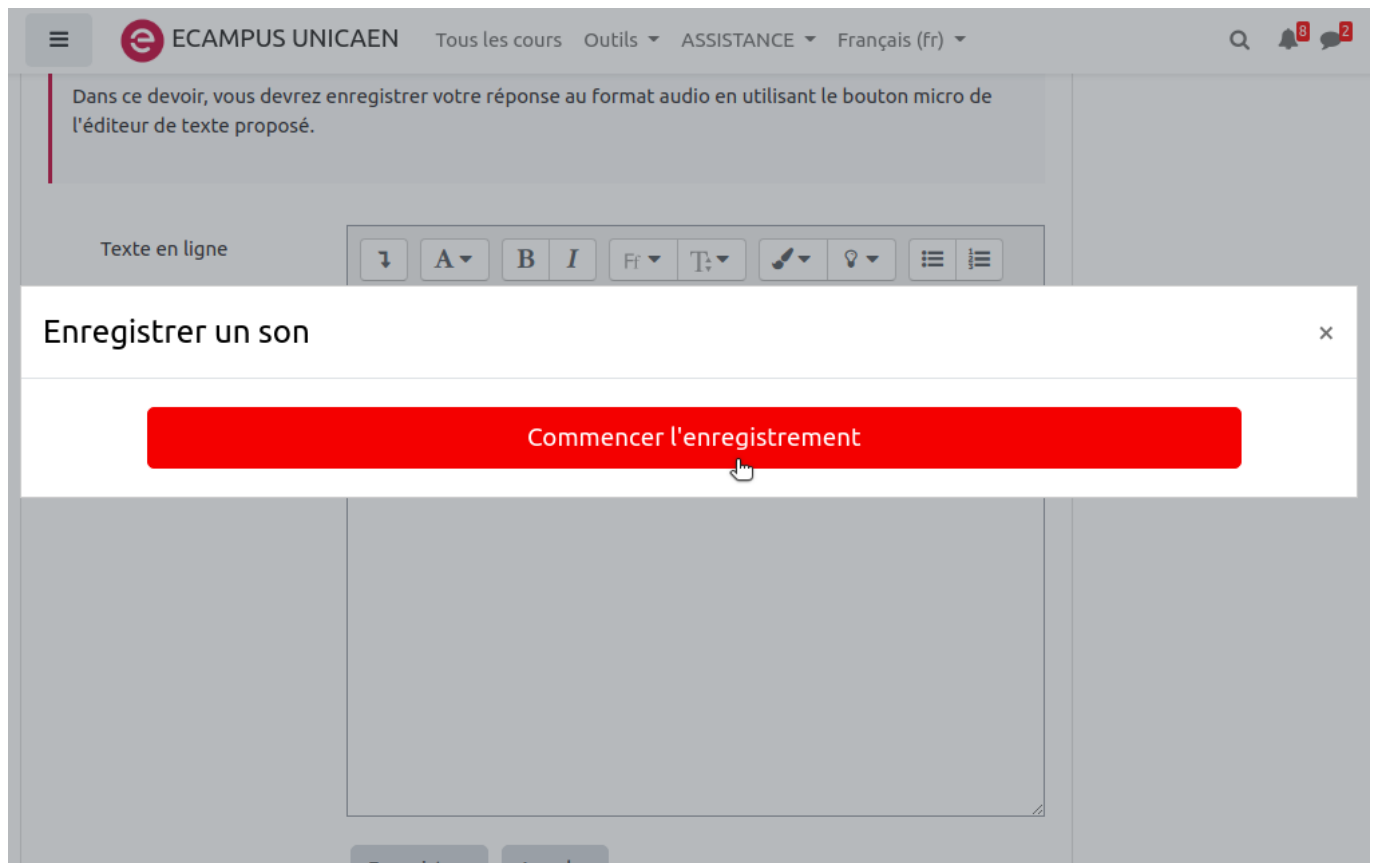 ECAMPUS UNICAEN Tous les cours Outils ASSISTANCE Français (fr) 8 2
Dans ce devoir, vous devrez enregistrer votre réponse au format audio en utilisant le bouton micro de
l'éditeur de texte proposé.
Texte en ligne
A B I Ff T
Enregistrer un son ×
Commencer l'enregistrement